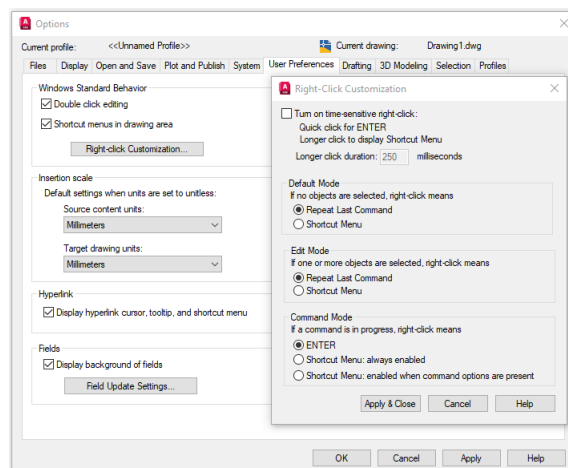 Options
Current profile: <<Unnamed Profile>> Current drawing: Drawing1.dwg
Files Display Open and Save Plot and Publish System User Preferences Drafting 3D Modeling Selection Profiles
Windows Standard Behavior
Double click editing
Shortcut menus in drawing area
Right-click Customization...
Insertion scale
Default settings when units are set to unitless:
Source content units:
Millimeters
Target drawing units:
Millimeters
Hyperlink
Display hyperlink cursor, tooltip, and shortcut menu
Fields
Display background of fields
Field Update Settings...
Right-Click Customization
Turn on time-sensitive right-click:
Quick click for ENTER
Longer click to display Shortcut Menu
Longer click duration: 250 milliseconds
Default Mode
If no objects are selected, right-click means
Repeat Last Command
Shortcut Menu
Edit Mode
If one or more objects are selected, right-click means
Repeat Last Command
Shortcut Menu
Command Mode
If a command is in progress, right-click means
ENTER
Shortcut Menu: always enabled
Shortcut Menu: enabled when command options are present
Apply & Close Cancel Help
OK Cancel Apply Help